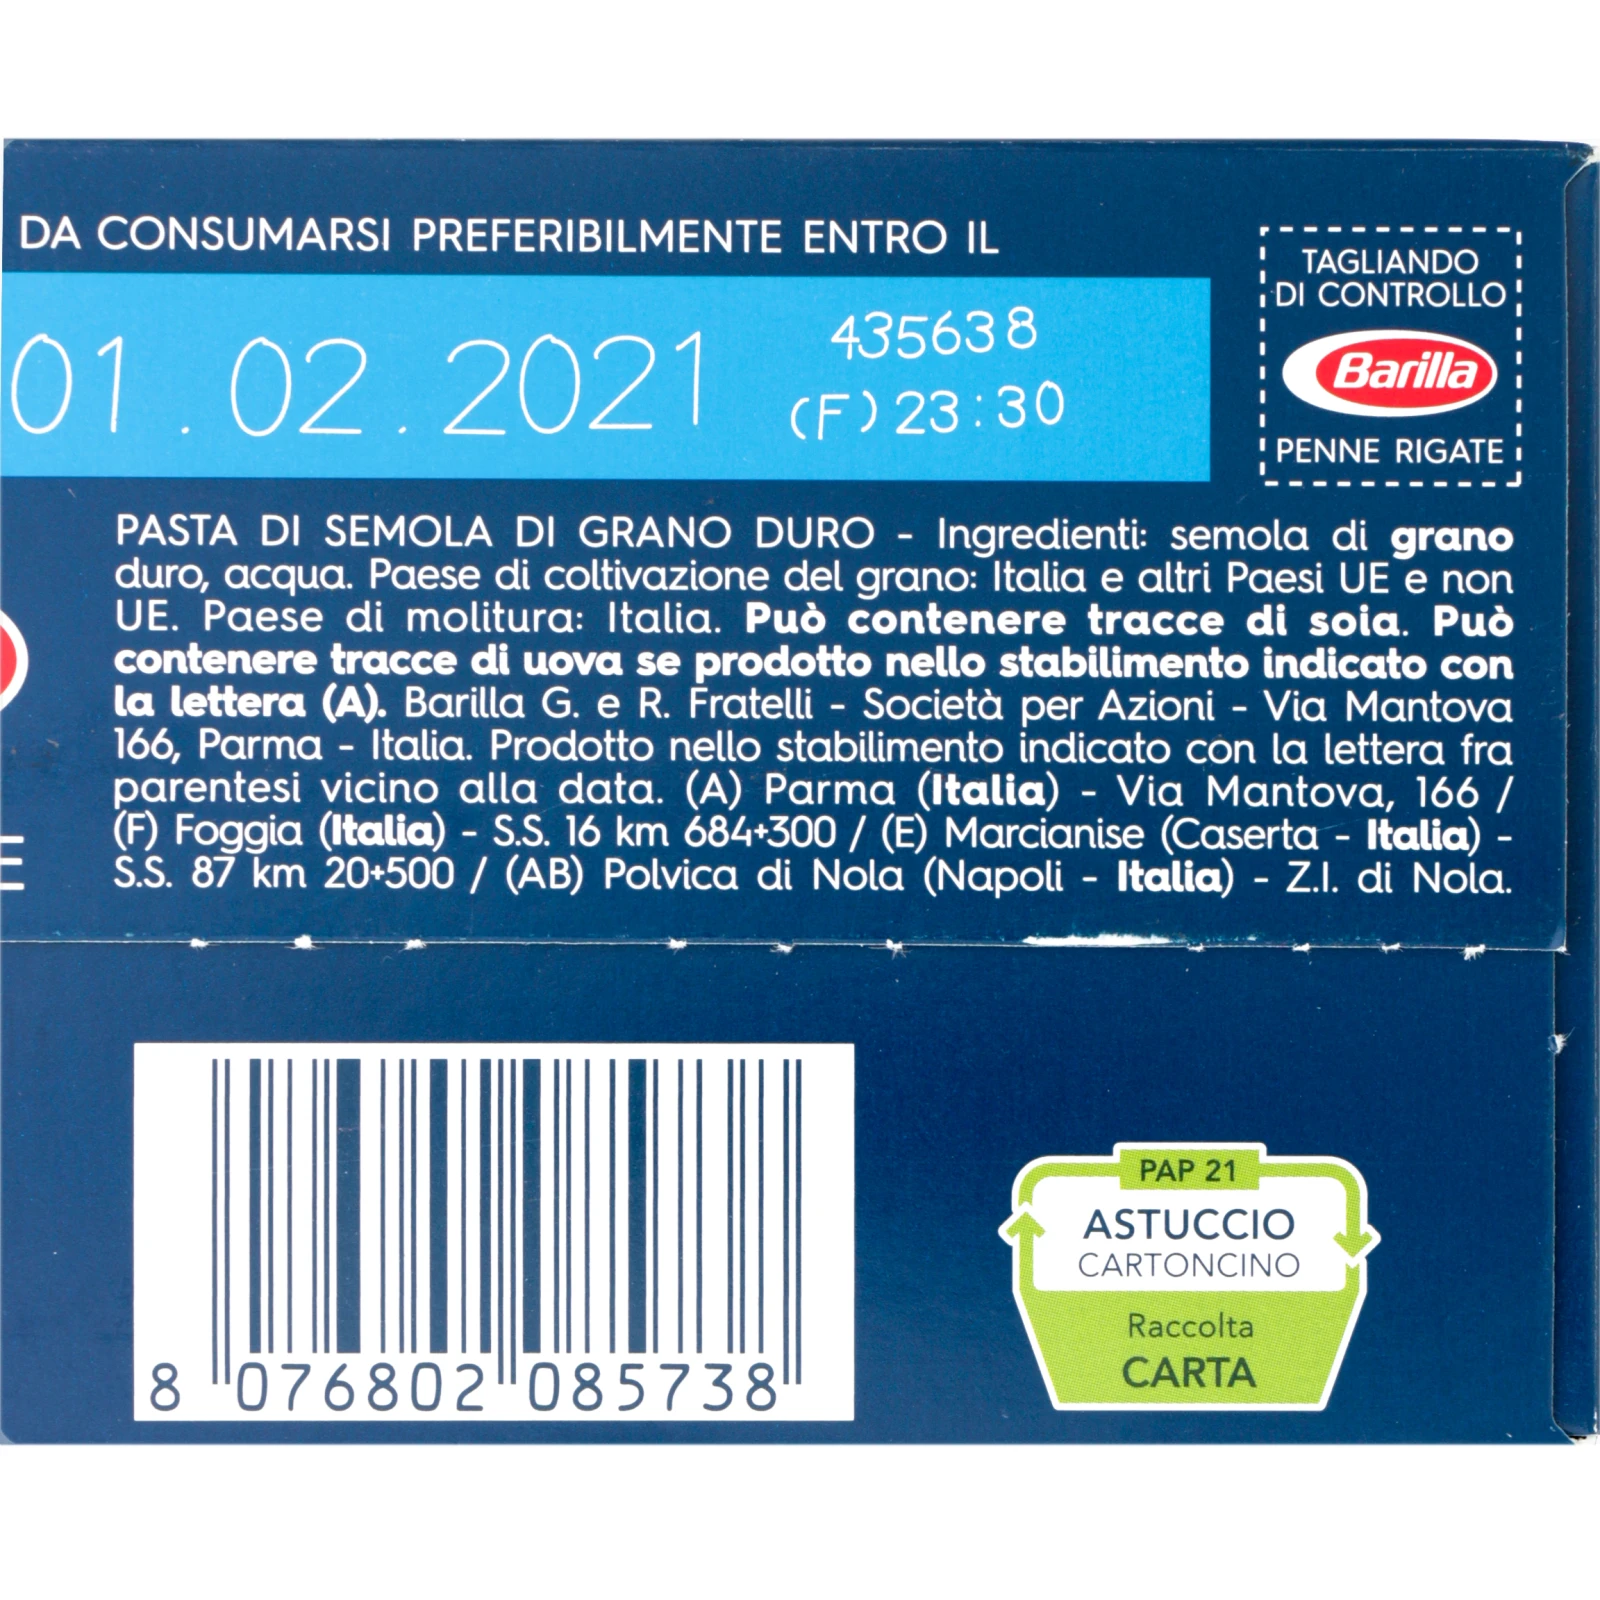 DA CONSUMARSI PREFERIBILMENTE ENTRO IL
01.02.2021
435638
(F) 23:30
TAGLIANDO
DI CONTROLLO
Barilla
PENNE RIGATE
PASTA DI SEMOLA DI GRANO DURO - Ingredienti: semola di grano
duro, acqua. Paese di coltivazione del grano: Italia e altri Paesi UE e non
UE. Paese di molitura: Italia. Può contenere tracce di soia. Può
contenere tracce di uova se prodotto nello stabilimento indicato con
la lettera (A). Barilla G. e R. Fratelli - Società per Azioni - Via Mantova
166, Parma - Italia. Prodotto nello stabilimento indicato con la lettera fra
parentesi vicino alla data. (A) Parma (Italia) - Via Mantova, 166 /
(F) Foggia (Italia) - S.S. 16 km 684+300 / (E) Marcianise (Caserta - Italia) -
S.S. 87 km 20+500 / (AB) Polvica di Nola (Napoli - Italia) - Z.I. di Nola.
E
8 076802 085738
PAP 21
ASTUCCIO
CARTONCINO
Raccolta
CARTA